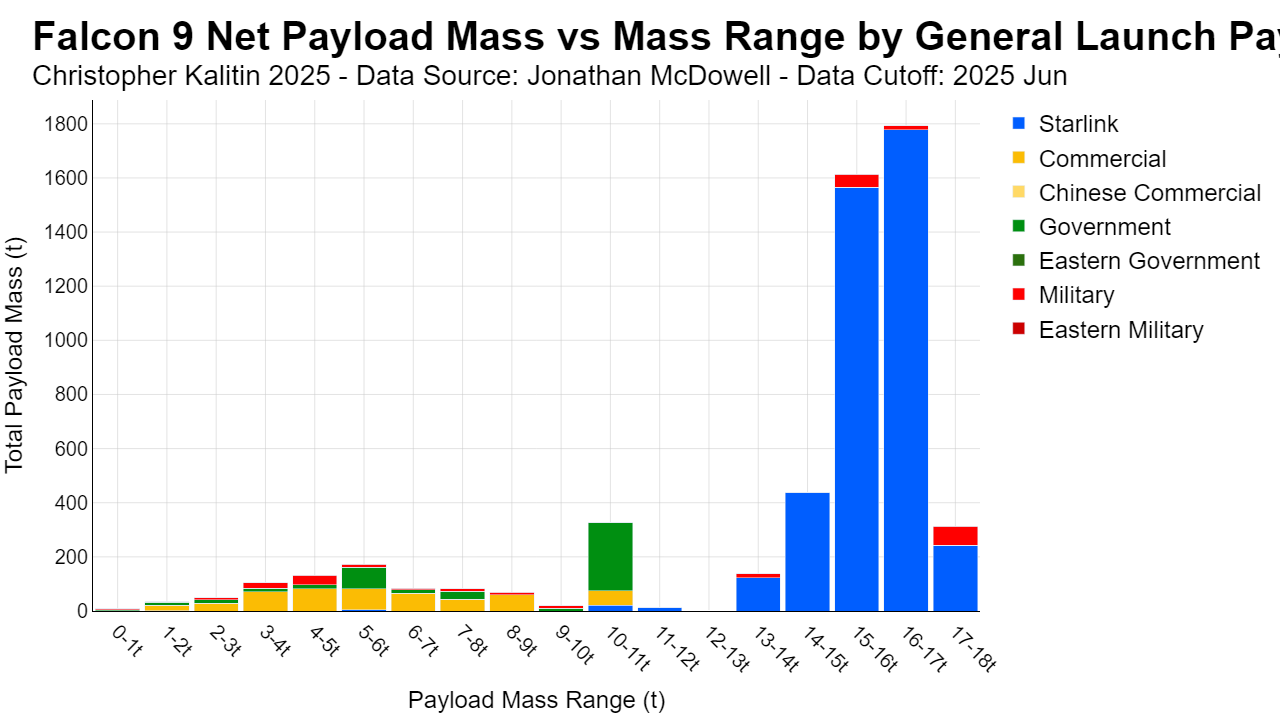 Falcon 9 Net Payload Mass vs Mass Range by General Launch
Christopher Kalitin 2025 - Data Source: Jonathan McDowell - Data Cutoff: 2025 Jun
Total Payload Mass (t)
1800
1600
1400
1200
1000
800
600
400
200
0
0-1t
1-2t
2-3t
3-4t
4-5t
5-6t
6-7t
7-8t
8-9t
9-10t
10-11t
11-12t
12-13t
13-14t
14-15t
15-16t
16-17t
17-18t
Payload Mass Range (t)
Starlink
Commercial
Chinese Commercial
Government
Eastern Government
Military
Eastern Military